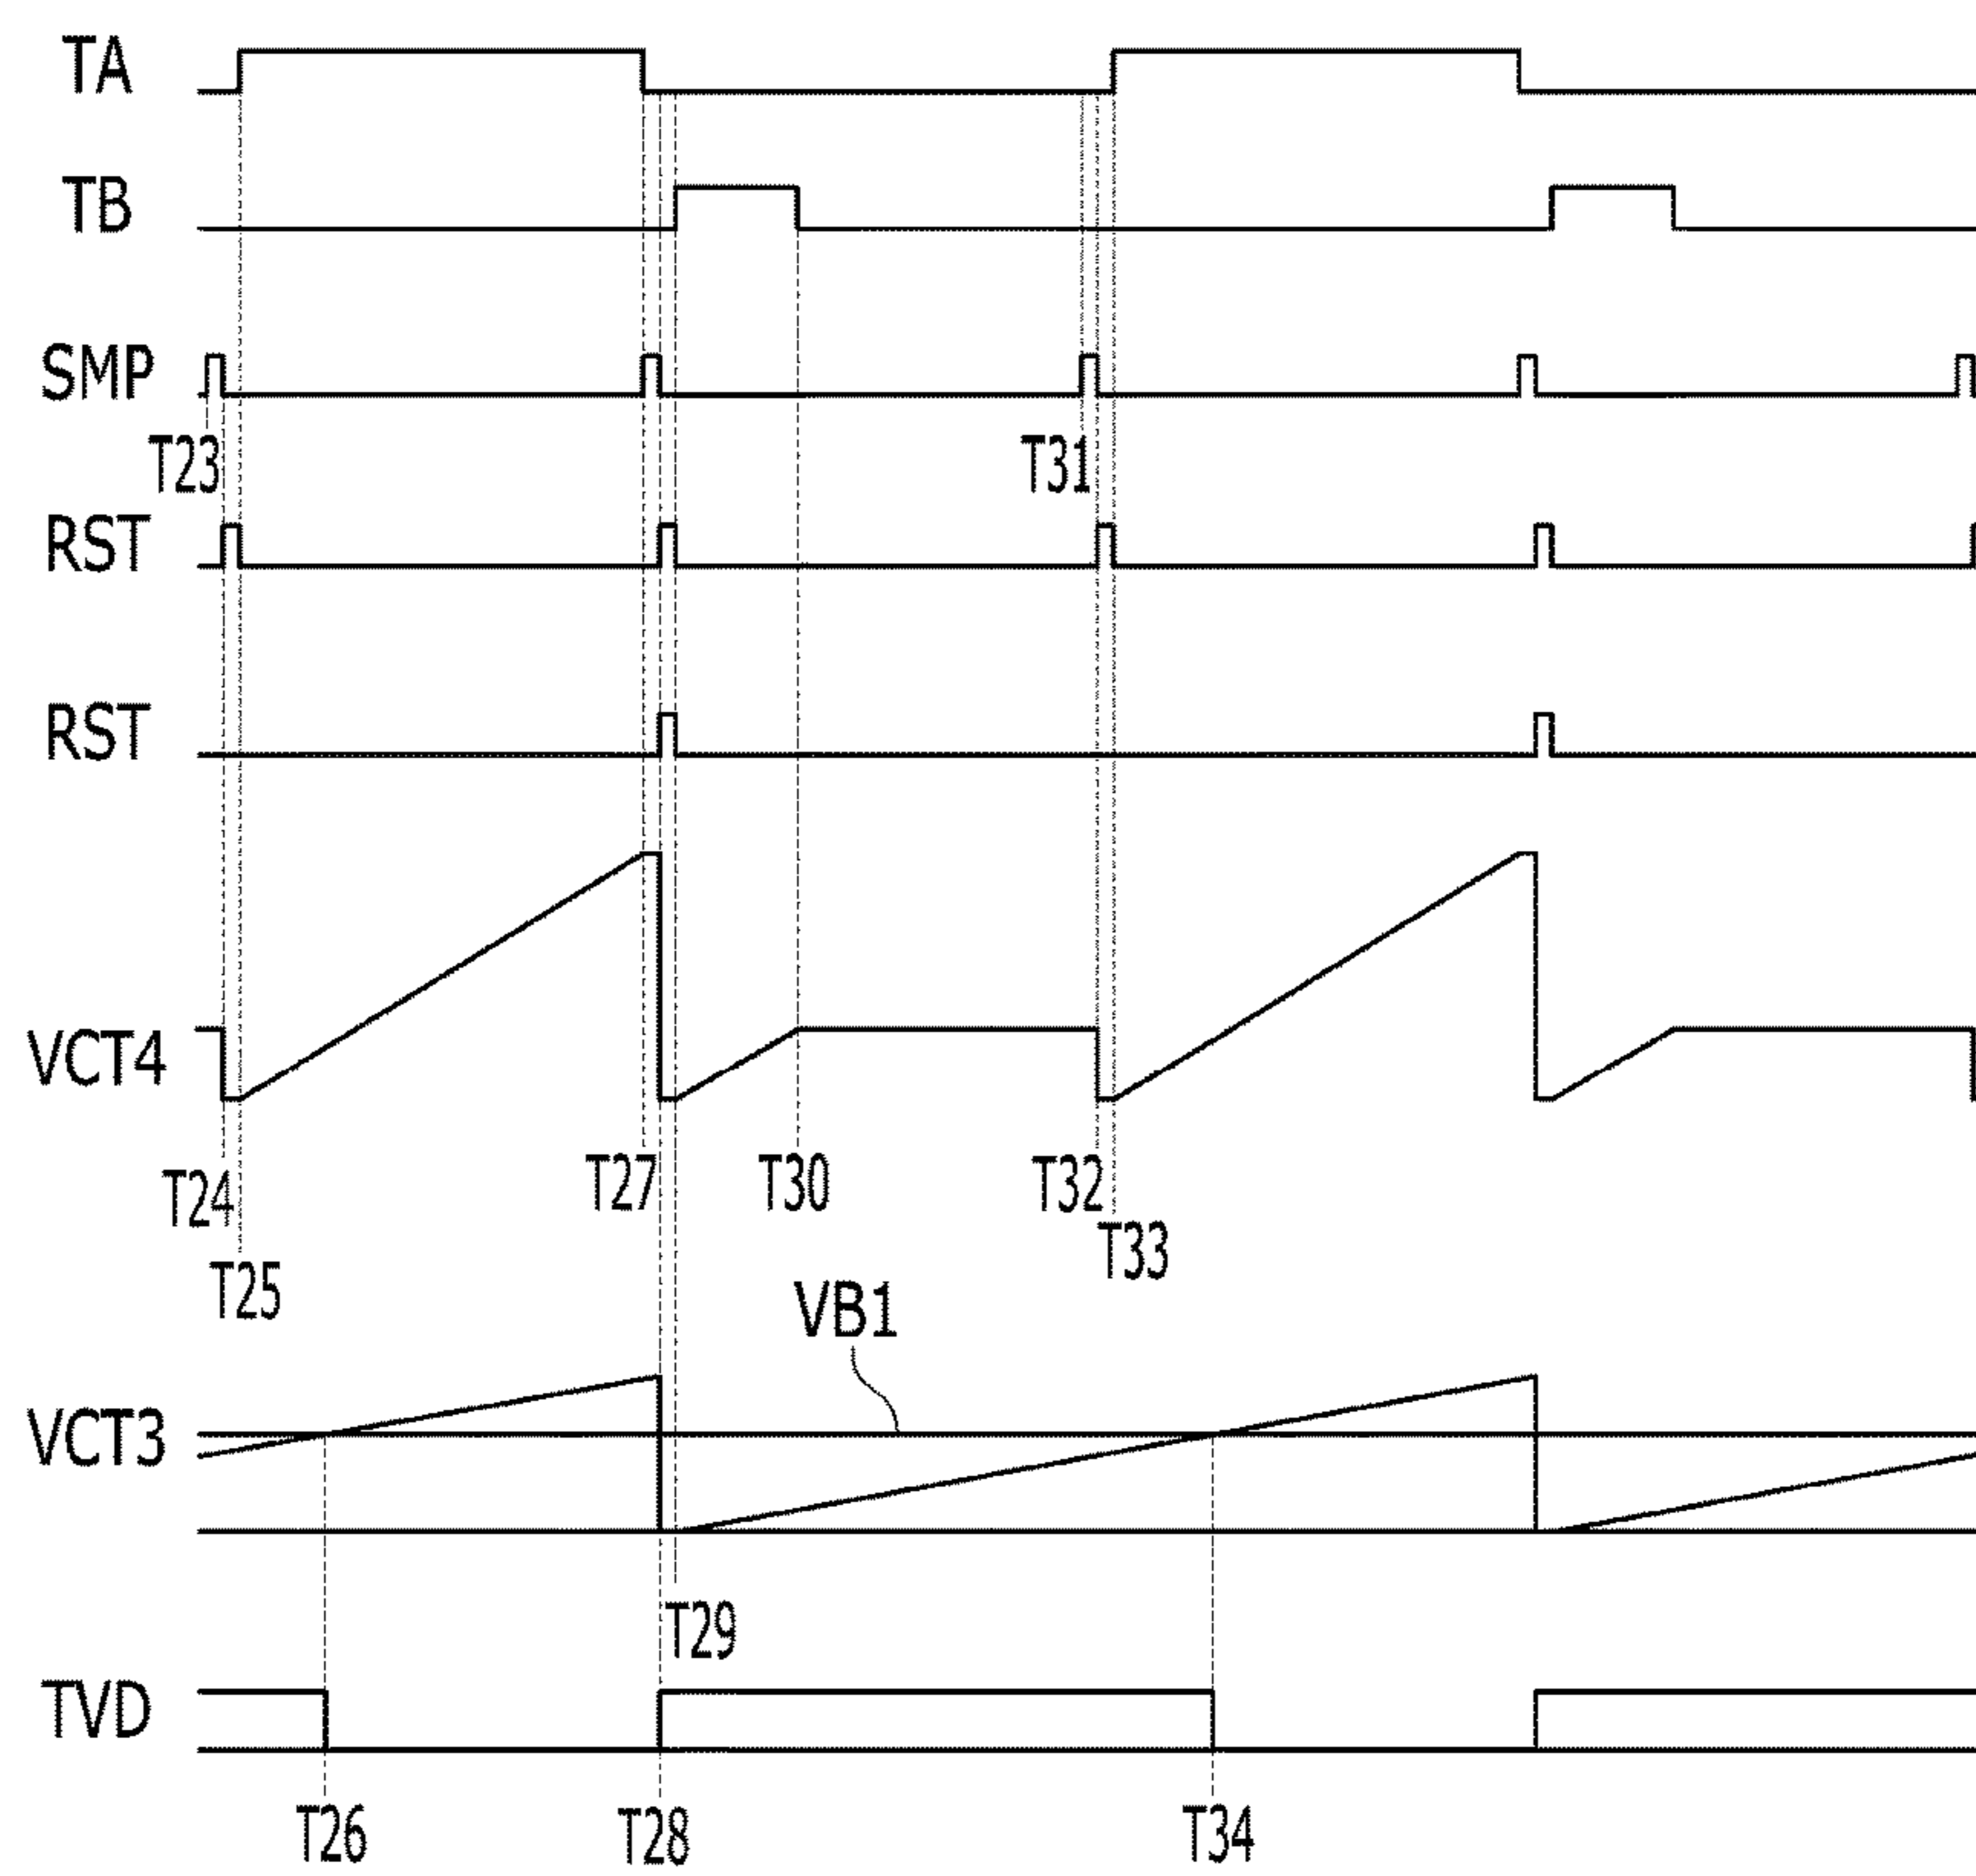 TA
TB
SMP
T23
T31
RST
RST
VCT4
T24
T25
T27
T30
T32
T33
VB1
VCT3
T29
TVD
T26
T28
T34